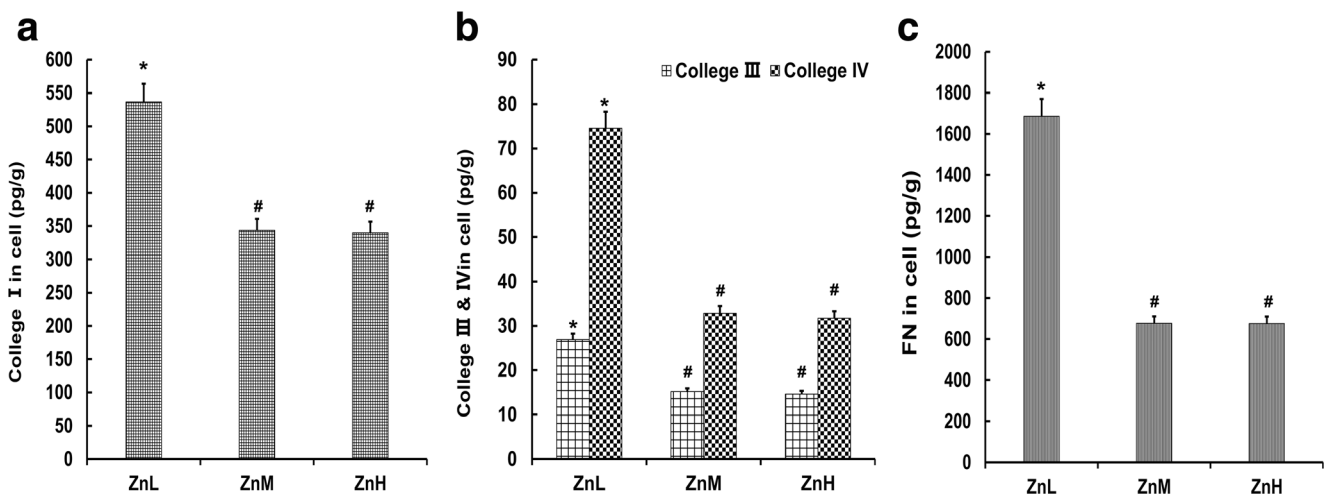 a
College I in cell (pg/g)
600
550
500
450
400
350
300
250
200
150
100
50
0
*
#
#
ZnL
ZnM
ZnH
b
College III & IVin cell (pg/g)
90
80
70
60
50
40
30
20
10
0
College III College IV
*
*
#
#
#
#
ZnL
ZnM
ZnH
c
FN in cell (pg/g)
2000
1800
1600
1400
1200
1000
800
600
400
200
0
*
#
#
ZnL
ZnM
ZnH